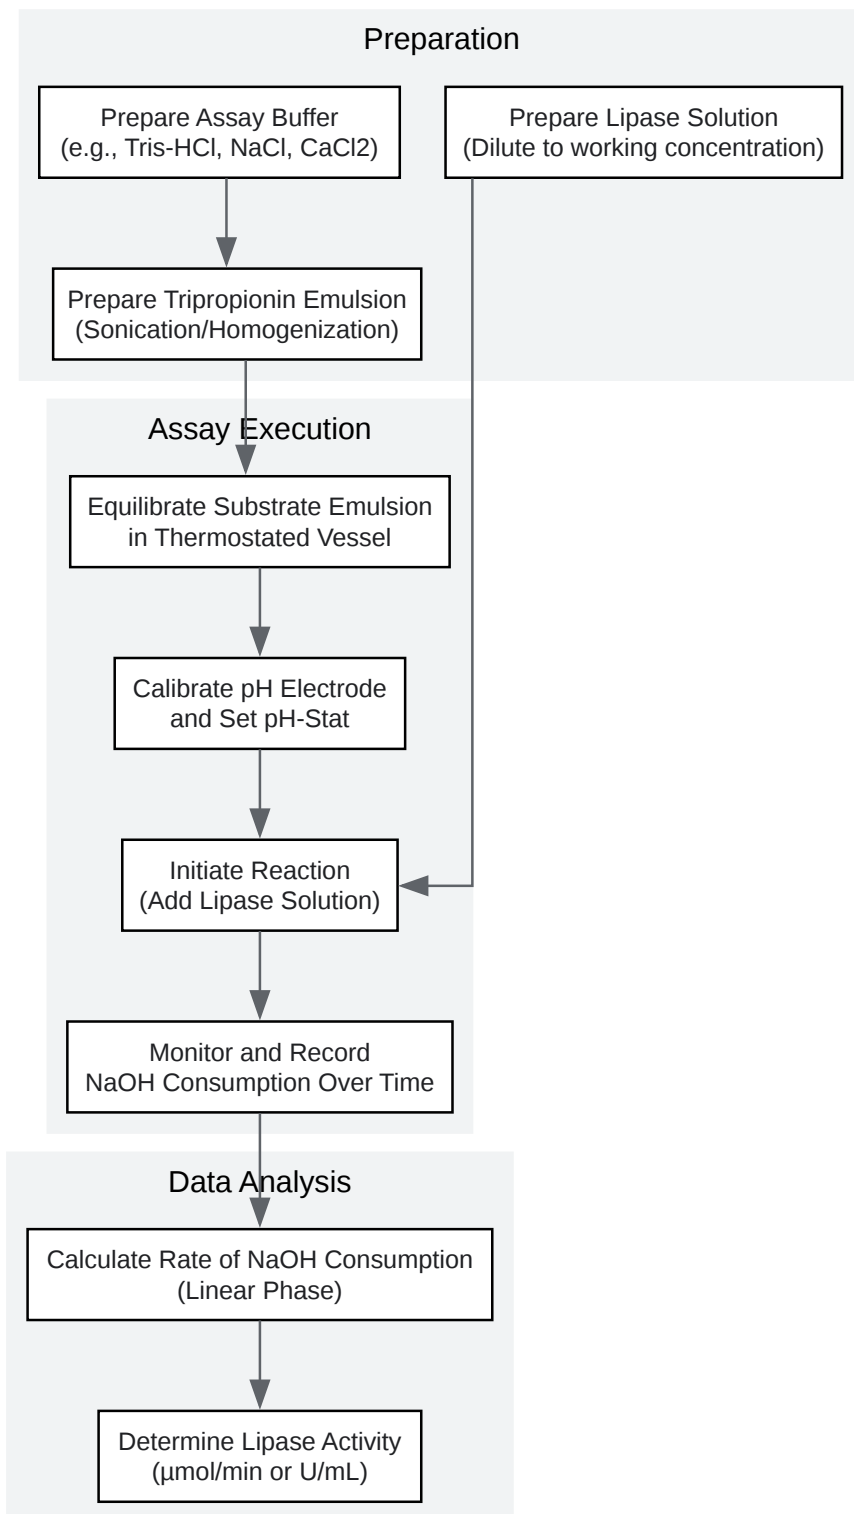 Preparation
Prepare Assay Buffer
(e.g., Tris-HCl, NaCl, CaCl2)
Prepare Lipase Solution
(Dilute to working concentration)
Prepare Tripropionin Emulsion
(Sonication/Homogenization)
Assay Execution
Equilibrate Substrate Emulsion
in Thermostated Vessel
Calibrate pH Electrode
and Set pH-Stat
Initiate Reaction
(Add Lipase Solution)
Monitor and Record
NaOH Consumption Over Time
Data Analysis
Calculate Rate of NaOH Consumption
(Linear Phase)
Determine Lipase Activity
(µmol/min or U/mL)